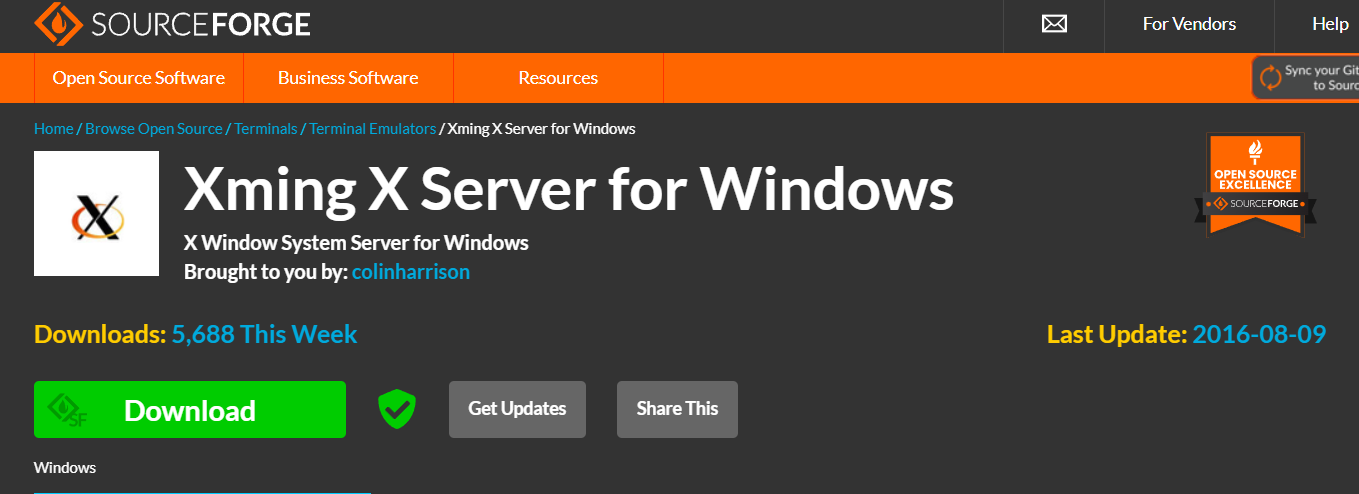 SOURCEFORGE
For Vendors
Help
Open Source Software
Business Software
Resources
Sync your Git
to Sourc
Home / Browse Open Source / Terminals / Terminal Emulators / Xming X Server for Windows
Xming X Server for Windows
X Window System Server for Windows
Brought to you by: colinharrison
OPEN SOURCE
EXCELLENCE
SOURCEFORGE
Downloads: 5,688 This Week
Last Update: 2016-08-09
SF
Download
Get Updates
Share This
Windows